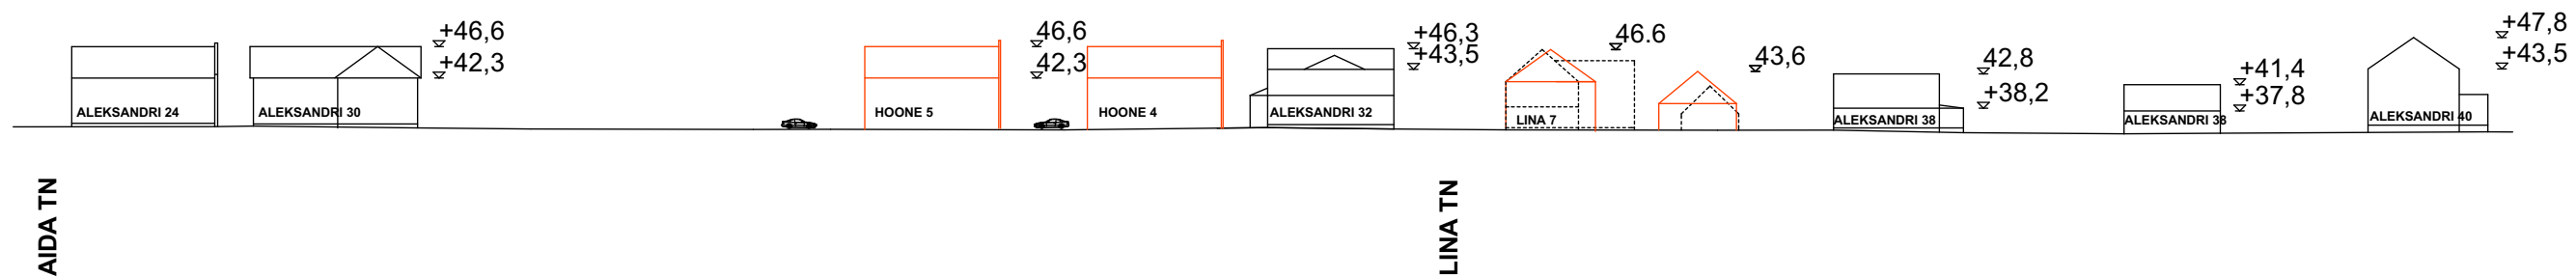 +46,6
+42,3
46,6
42,3
+46,3
+43,5
46.6
43,6
42,8
+38,2
+41,4
+37,8
+47,8
+43,5
ALEKSANDRI 24
ALEKSANDRI 30
HOONE 5
HOONE 4
ALEKSANDRI 32
LINA 7
ALEKSANDRI 38
ALEKSANDRI 38
ALEKSANDRI 40
AIDA TN
LINA TN